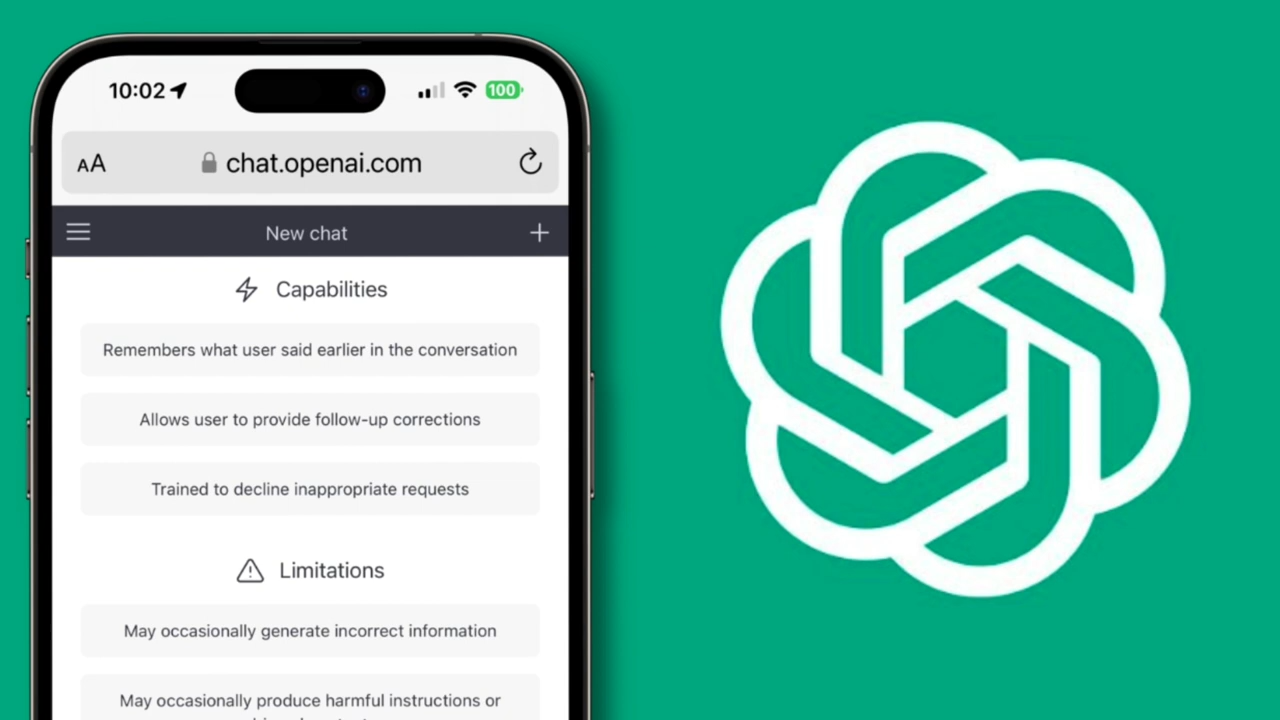 10:02
100
AA
chat.openai.com
New chat
Capabilities
Remembers what user said earlier in the conversation
Allows user to provide follow-up corrections
Trained to decline inappropriate requests
Limitations
May occasionally generate incorrect information
May occasionally produce harmful instructions or